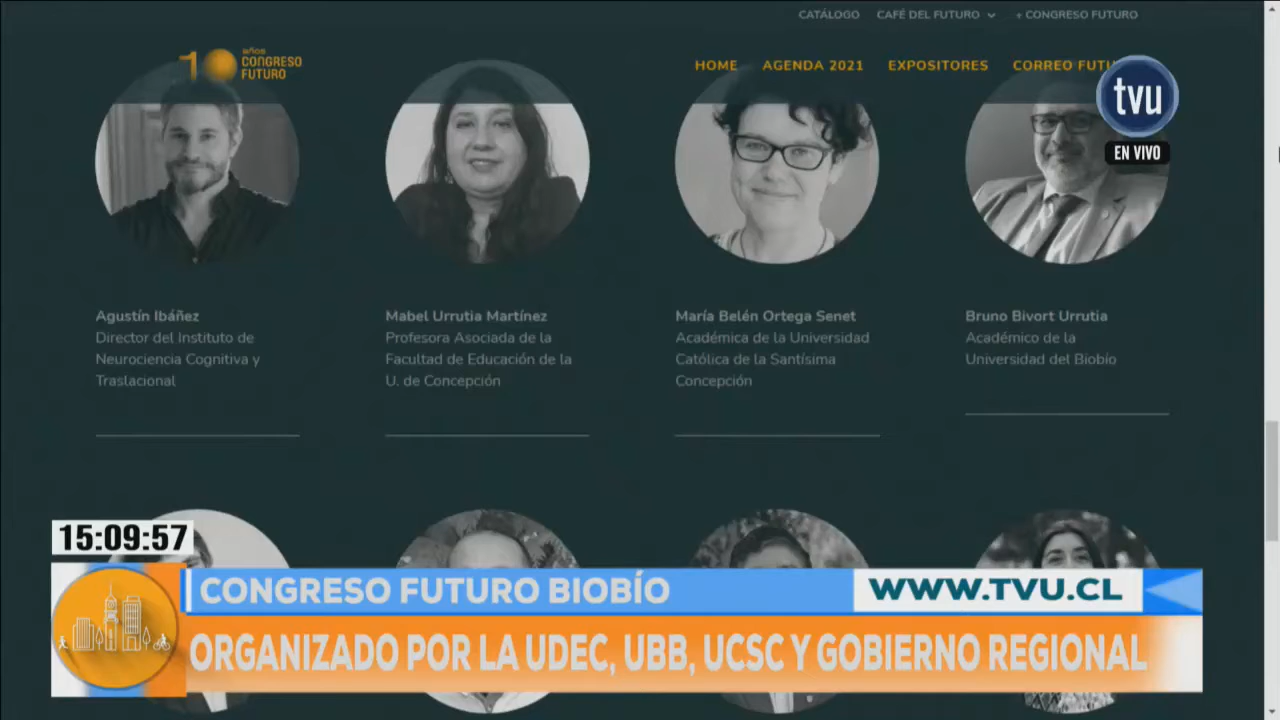 CATÁLOGO CAFÉ DEL FUTURO + CONGRESO FUTURO
10 años CONGRESO FUTURO
HOME AGENDA 2021 EXPOSITORES CORREO FUTU
tvu
EN VIVO
Agustín Ibáñez
Director del Instituto de
Neurociencia Cognitiva y
Traslacional
Mabel Urrutia Martínez
Profesora Asociada de la
Facultad de Educación de la
U. de Concepción
María Belén Ortega Senet
Académica de la Universidad
Católica de la Santísima
Concepción
Bruno Bivort Urrutia
Académico de la
Universidad del Biobío
15:09:57
CONGRESO FUTURO BIOBÍO
WWW.TVU.CL
ORGANIZADO POR LA UDEC, UBB, UCSC Y GOBIERNO REGIONAL